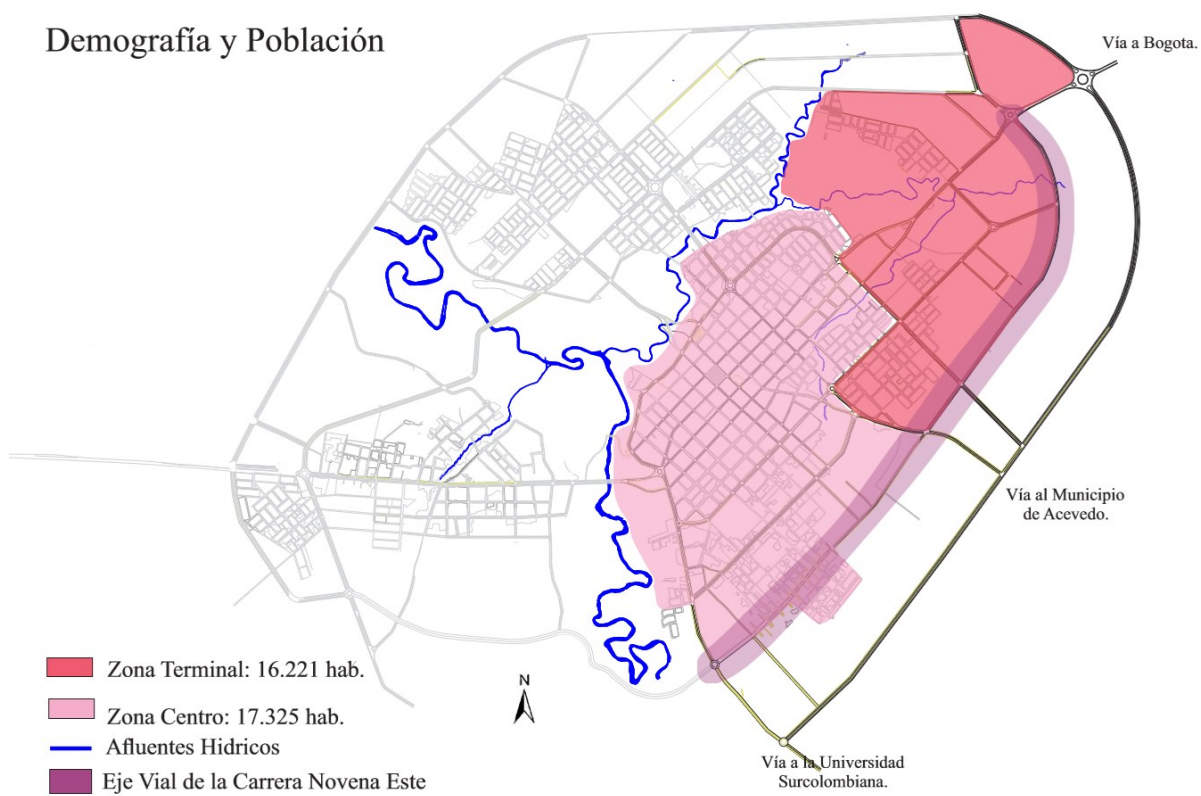 Demografía y Población
Vía a Bogota.
Vía al Municipio
de Acevedo.
Zona Terminal: 16.221 hab.
N
Zona Centro: 17.325 hab.
Afluentes Hidricos
Vía a la Universidad
Surcolombiana.
Eje Vial de la Carrera Novena Este